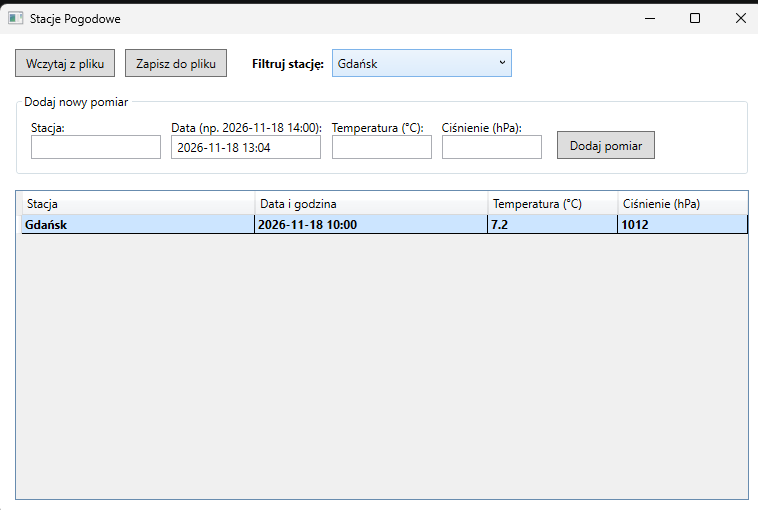 Stacje Pogodowe
Wczytaj z pliku Zapisz do pliku Filtruj stację: Gdańsk
Dodaj nowy pomiar
Stacja: Data (np. 2026-11-18 14:00): Temperatura (°C): Ciśnienie (hPa):
2026-11-18 13:04 Dodaj pomiar
Stacja Data i godzina Temperatura (°C) Ciśnienie (hPa)
Gdańsk 2026-11-18 10:00 7.2 1012